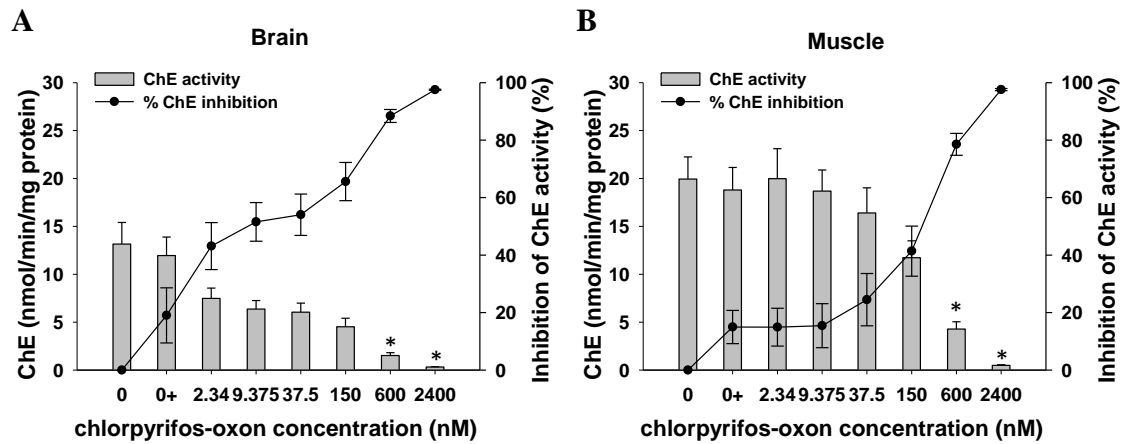 A
Brain
ChE activity
% ChE inhibition
ChE (nmol/min/mg protein)
30
25
20
15
10
5
0
100
80
60
40
20
0
Inhibition of ChE activity (%)
*
*
0 0+ 2.34 9.375 37.5 150 600 2400
chlorpyrifos-oxon concentration (nM)
B
Muscle
ChE activity
% ChE inhibition
ChE (nmol/min/mg protein)
30
25
20
15
10
5
0
100
80
60
40
20
0
Inhibition of ChE activity (%)
*
*
0 0+ 2.34 9.375 37.5 150 600 2400
chlorpyrifos-oxon concentration (nM)